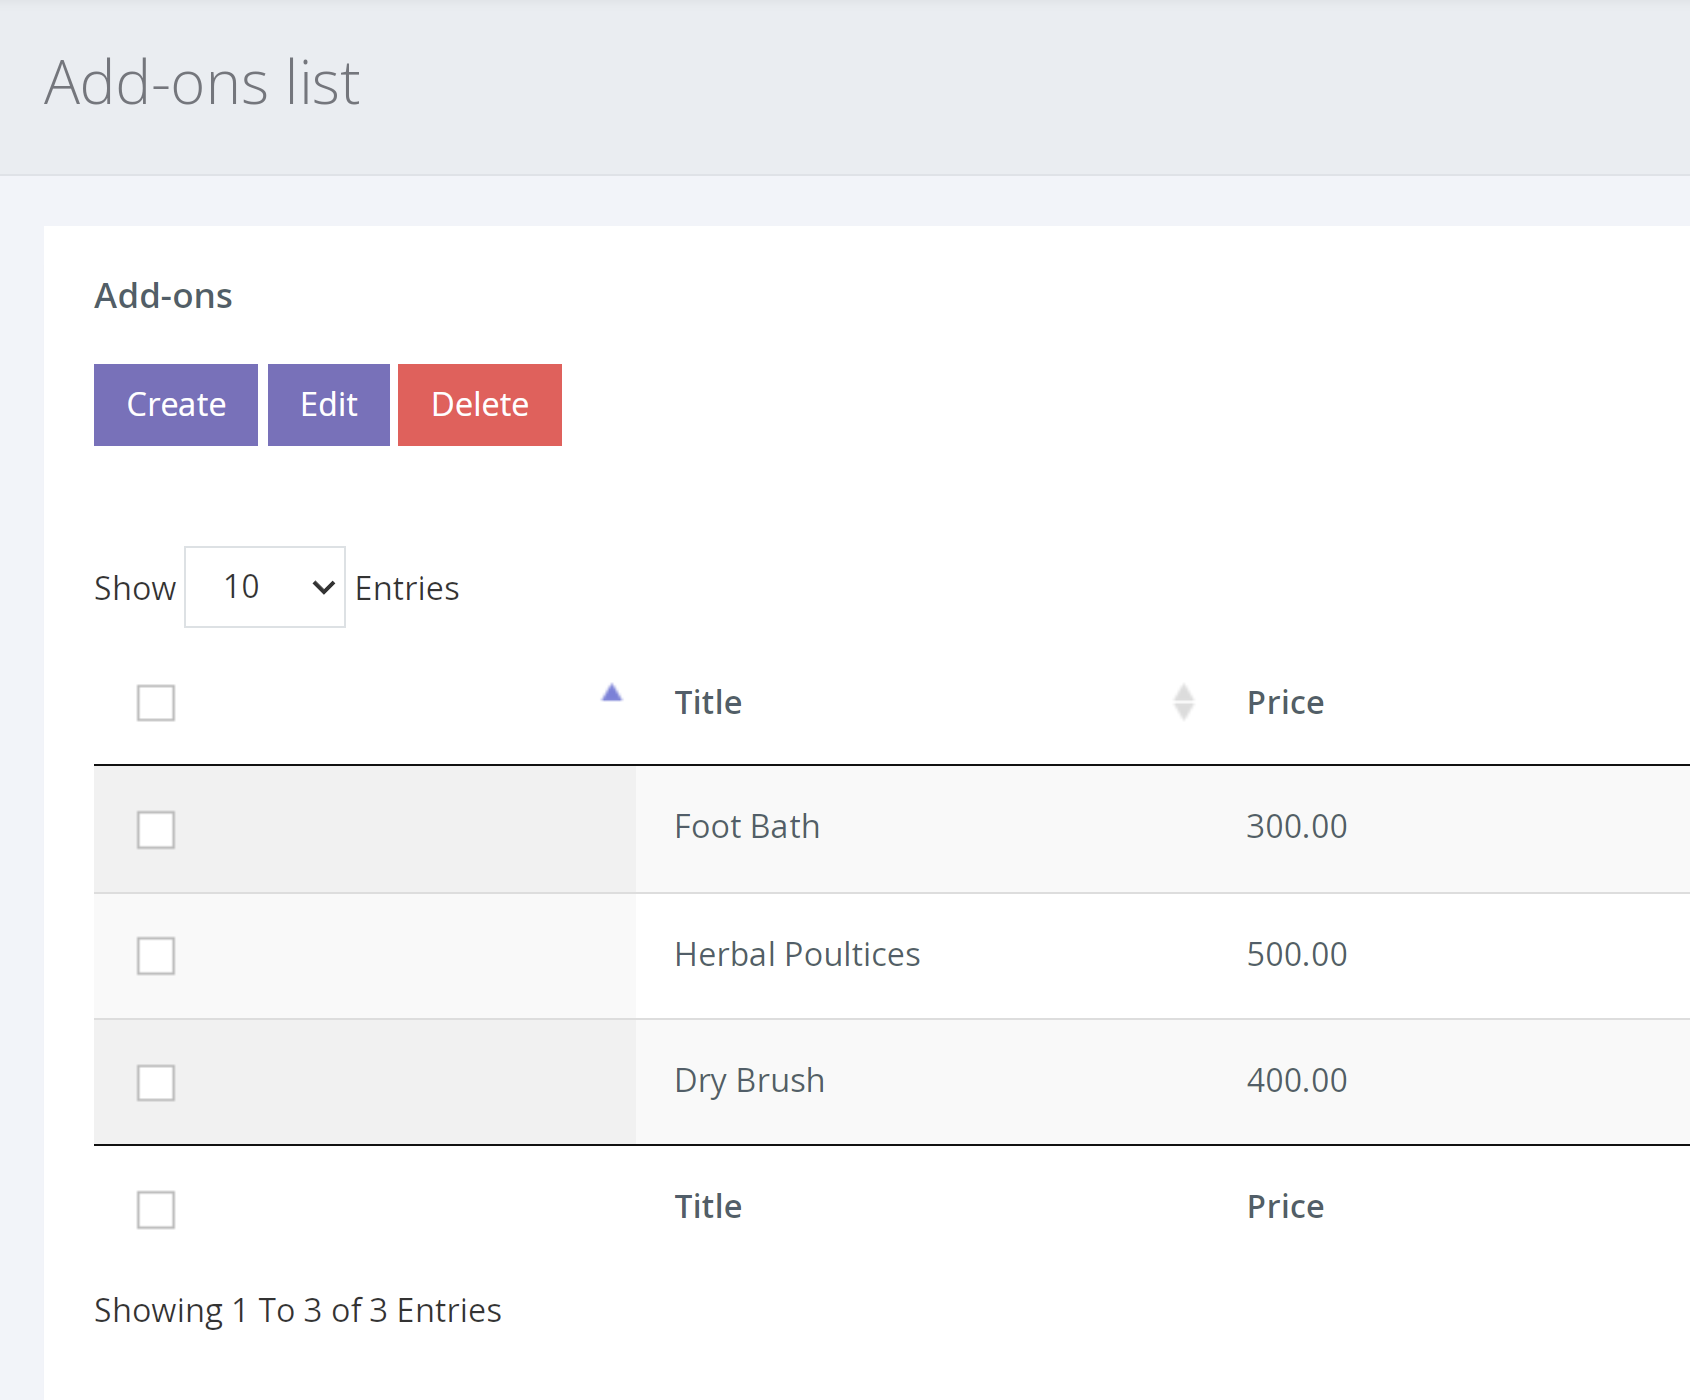 Add-ons list
Add-ons
Create Edit Delete
Show 10 Entries
Title Price
Foot Bath 300.00
Herbal Poultices 500.00
Dry Brush 400.00
Title Price
Showing 1 To 3 of 3 Entries